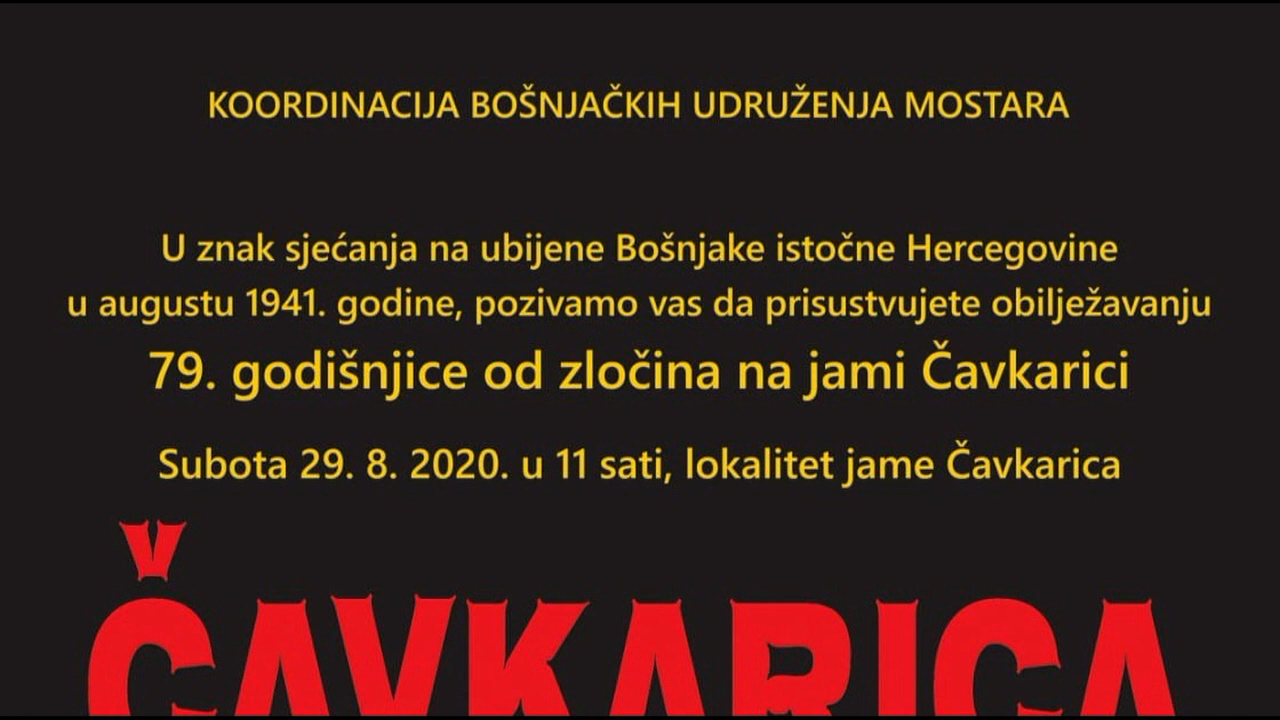 KOORDINACIJA BOŠNJAČKIH UDRUŽENJA MOSTARA
U znak sjećanja na ubijene Bošnjake istočne Hercegovine
u augustu 1941. godine, pozivamo vas da prisustvujete obilježavanju
79. godišnjice od zločina na jami Čavkarici
Subota 29. 8. 2020. u 11 sati, lokalitet jame Čavkarica
ČAVKARICA